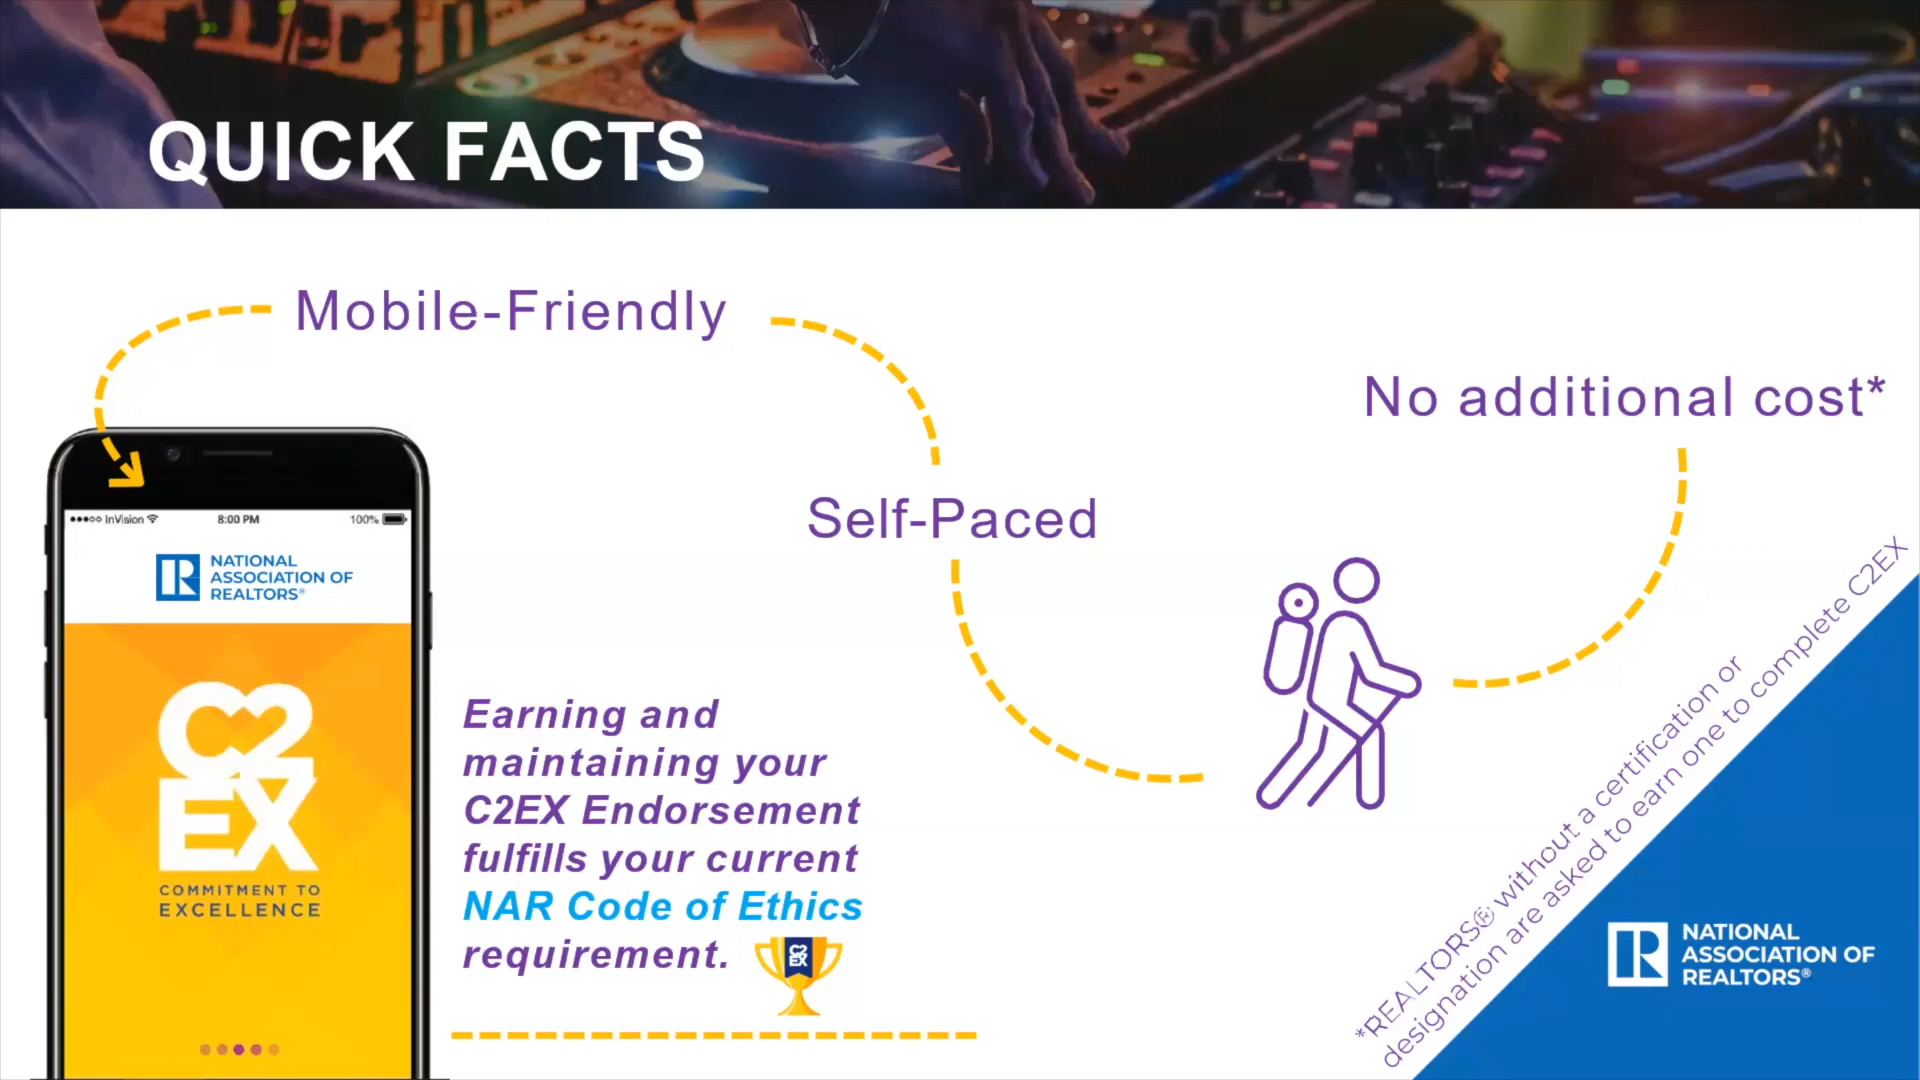 QUICK FACTS
Mobile-Friendly
No additional cost*
Self-Paced
InVision
8:00 PM
100%
NATIONAL
ASSOCIATION OF
REALTORS®
C2
EX
COMMITMENT TO
EXCELLENCE
Earning and
maintaining your
C2EX Endorsement
fulfills your current
NAR Code of Ethics
requirement.
C2
EX
*REALTORS® without a certification or
designation are asked to earn one to complete C2EX
R
NATIONAL
ASSOCIATION OF
REALTORS®